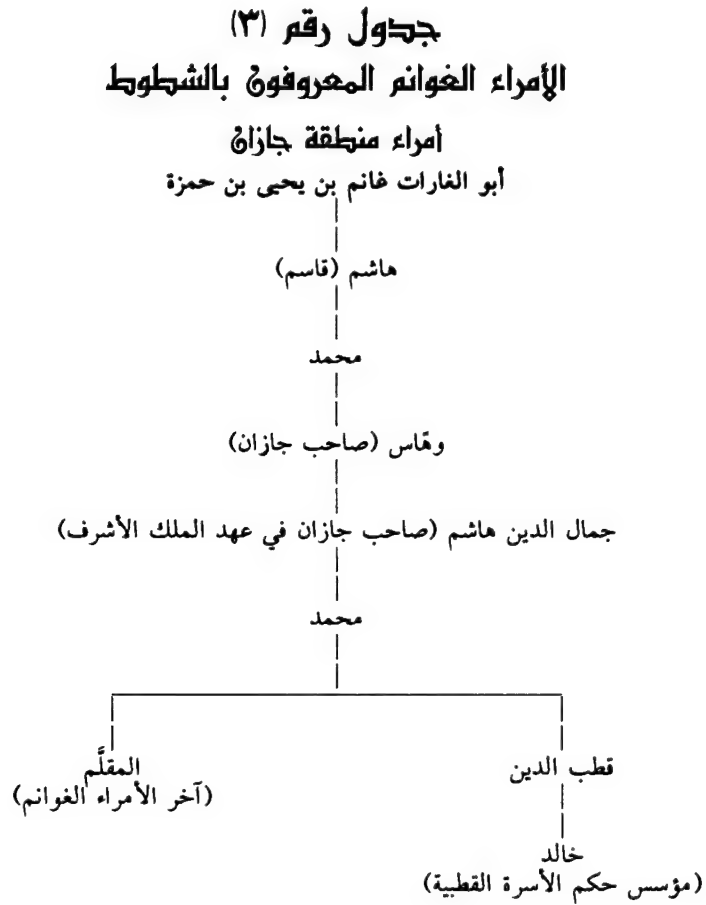 جدول رقم (٣)
الأمراء الغوانم المعروفون بالشطوط
أمراء منطقة جازان
أبو الغارات غانم بن يحيى بن حمزة
هاشم (قاسم)
محمد
وهّاس (صاحب جازان)
جمال الدين هاشم (صاحب جازان في عهد الملك الأشرف)
محمد
قطب الدين
المقلَّم
(آخر الأمراء الغوانم)
خالد
(مؤسس حكم الأسرة القطبية)